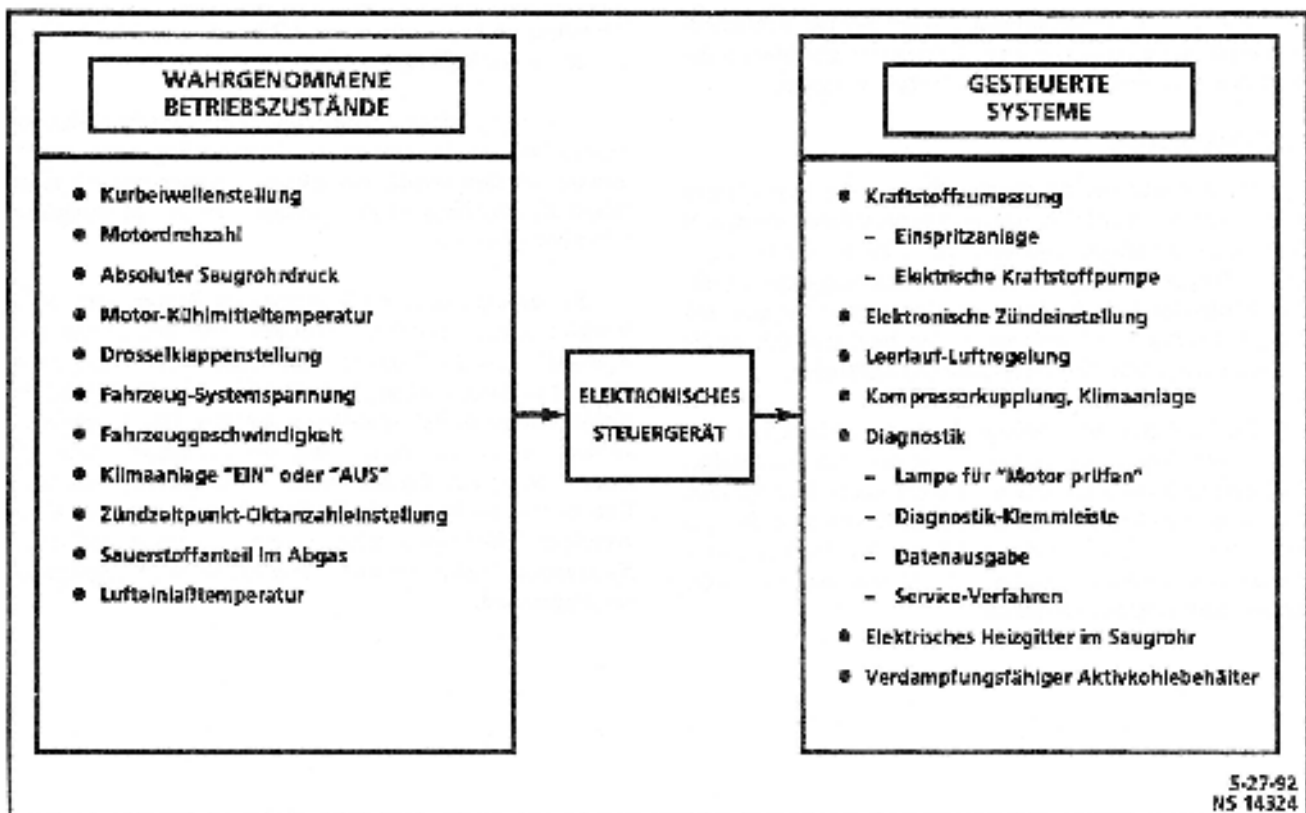 WAHRGENOMMENE
BETRIEBSZUSTÄNDE
● Kurbelwellenstellung
● Motordrehzahl
● Absoluter Saugrohrdruck
● Motor-Kühlmitteltemperatur
● Drosselklappenstellung
● Fahrzeug-Systemspannung
● Fahrzeuggeschwindigkeit
● Klimaanlage "EIN" oder "AUS"
● Zündzeitpunkt-Oktanzahleinstellung
● Sauerstoffanteil im Abgas
● Lufteinlaßtemperatur
ELEKTRONISCHES
STEUERGERÄT
GESTEUERTE
SYSTEME
● Kraftstoffzumessung
– Einspritzanlage
– Elektrische Kraftstoffpumpe
● Elektronische Zündeinstellung
● Leerlauf-Luftregelung
● Kompressorkupplung, Klimaanlage
● Diagnostik
– Lampe für "Motor prüfen"
– Diagnostik-Klemmleiste
– Datenausgabe
– Service-Verfahren
● Elektrisches Heizgitter im Saugrohr
● Verdampfungsfähiger Aktivkohlebehälter
5-27-92
NS 14324